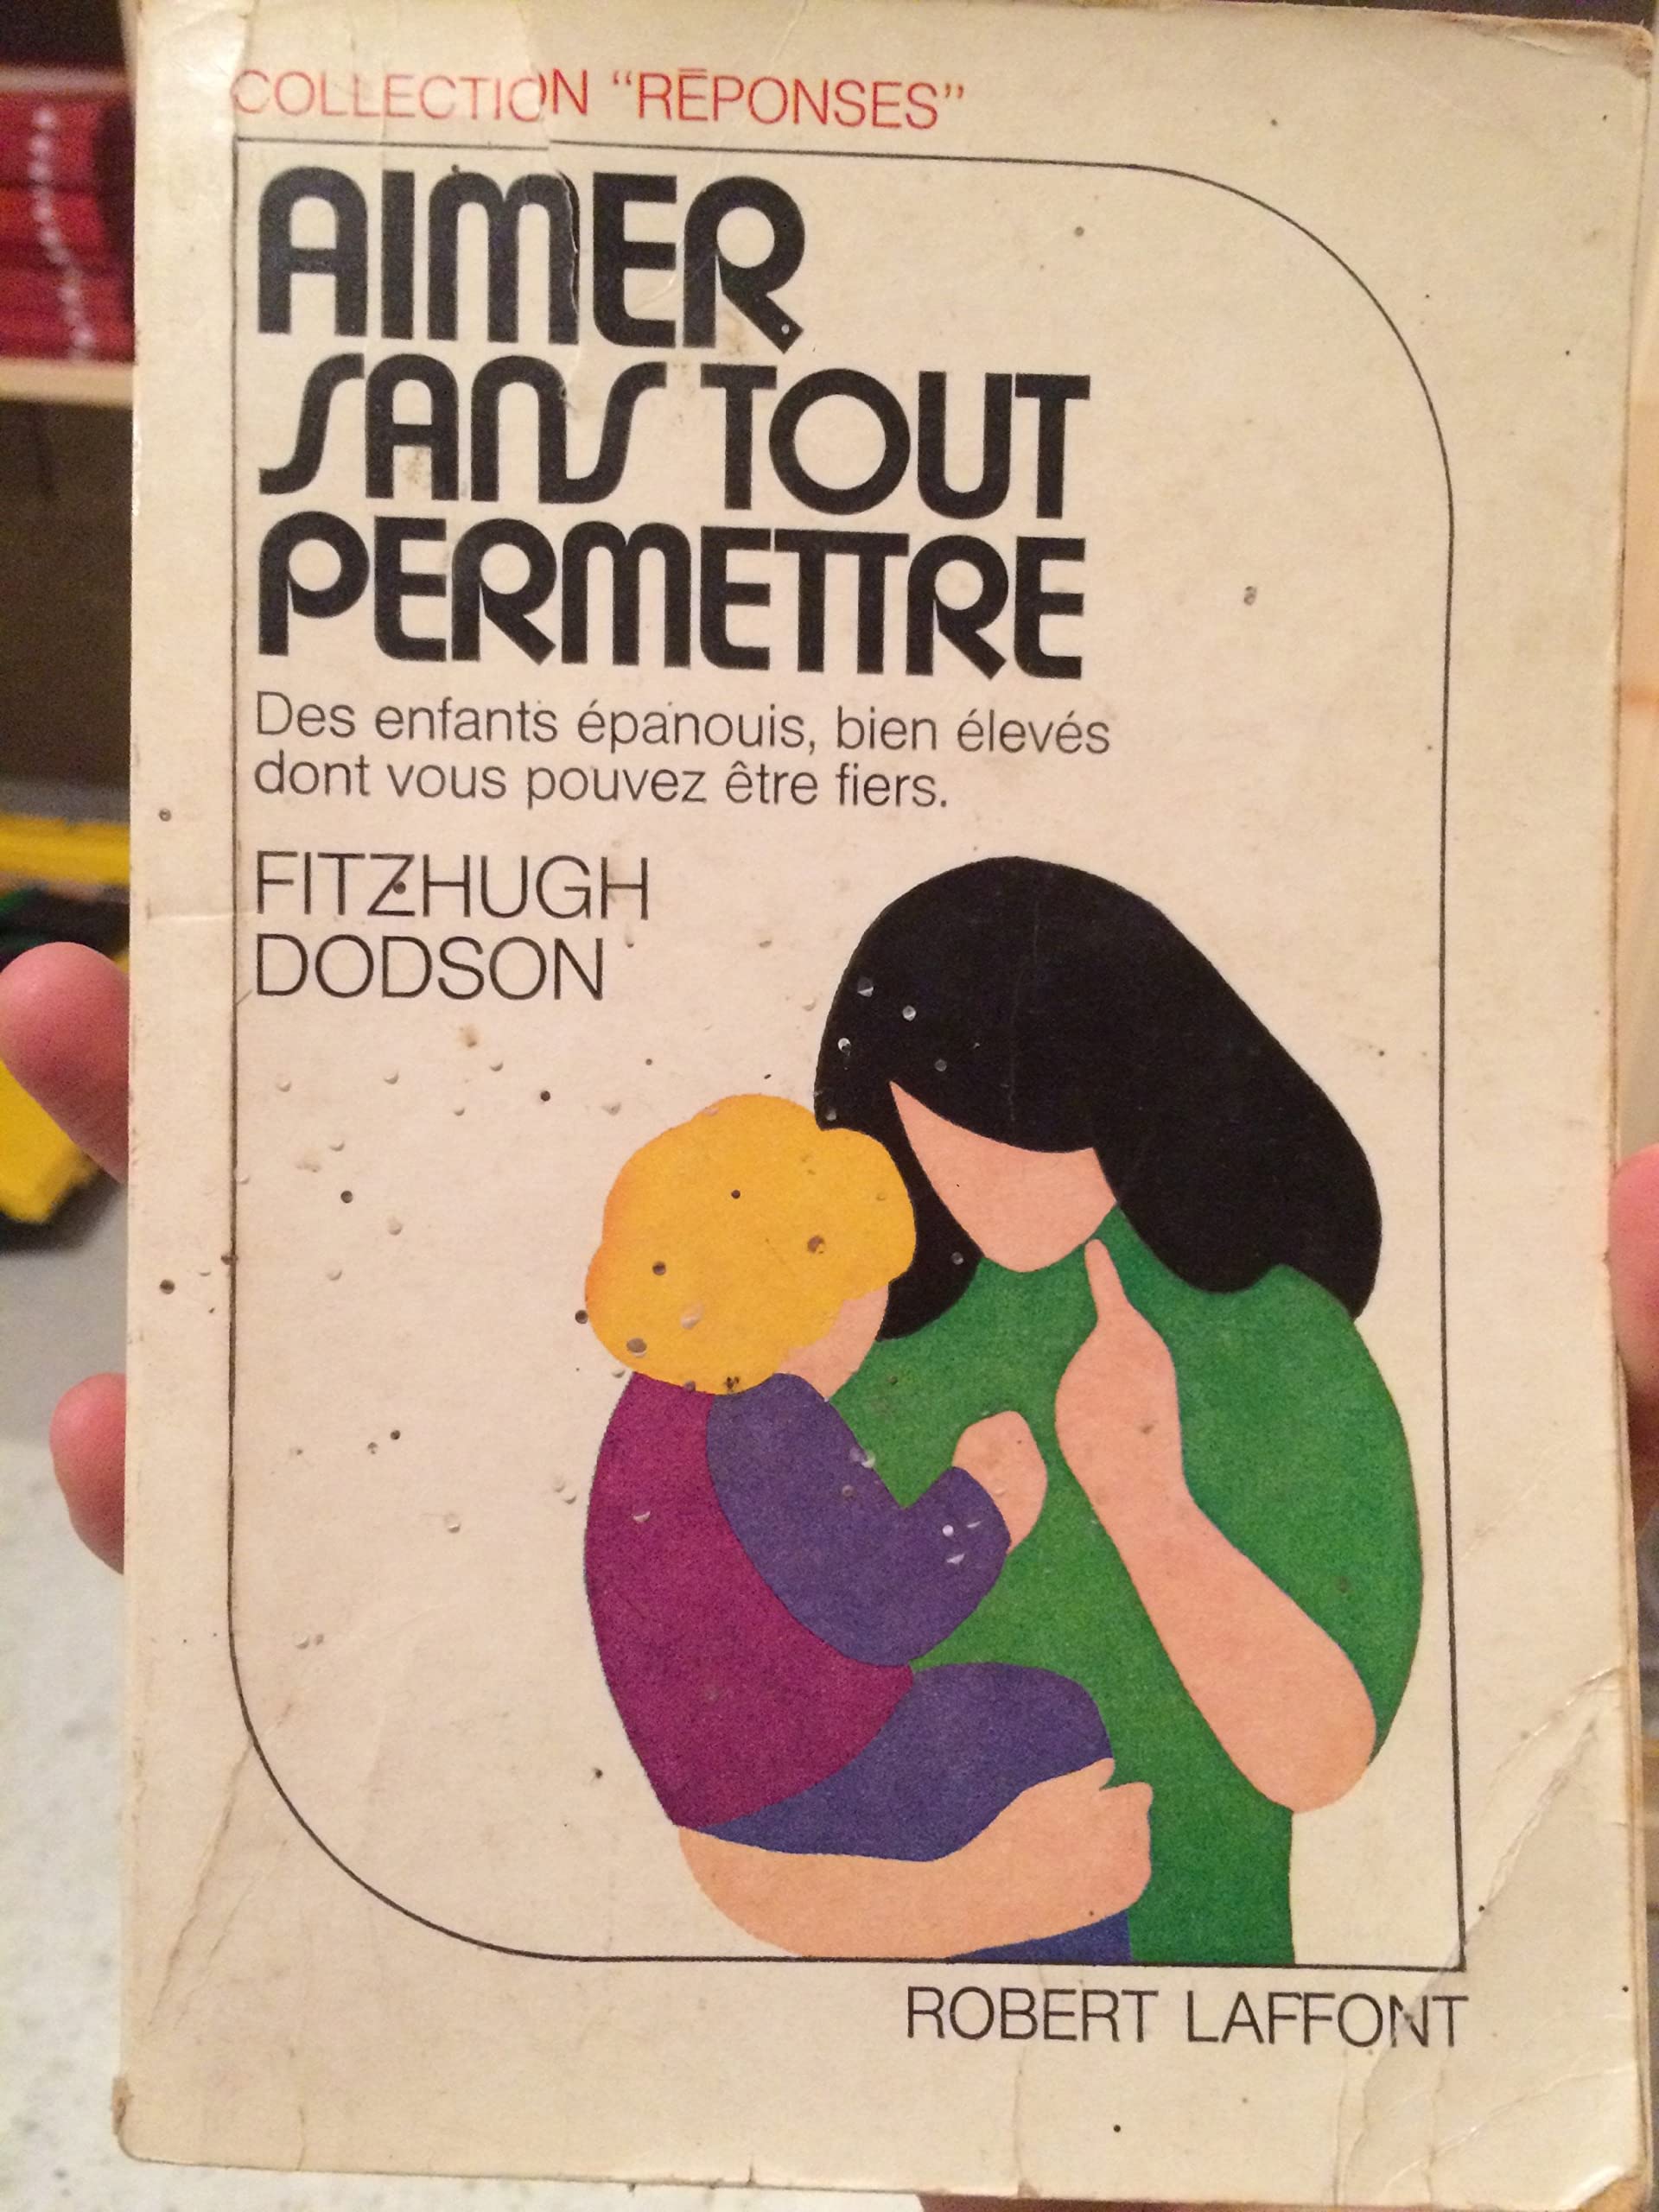 COLLECTION “RÉPONSES”
AIMER
SANS TOUT
PERMETTRE
Des enfants épanouis, bien élevés
dont vous pouvez être fiers.
FITZHUGH
DODSON
ROBERT LAFFONT